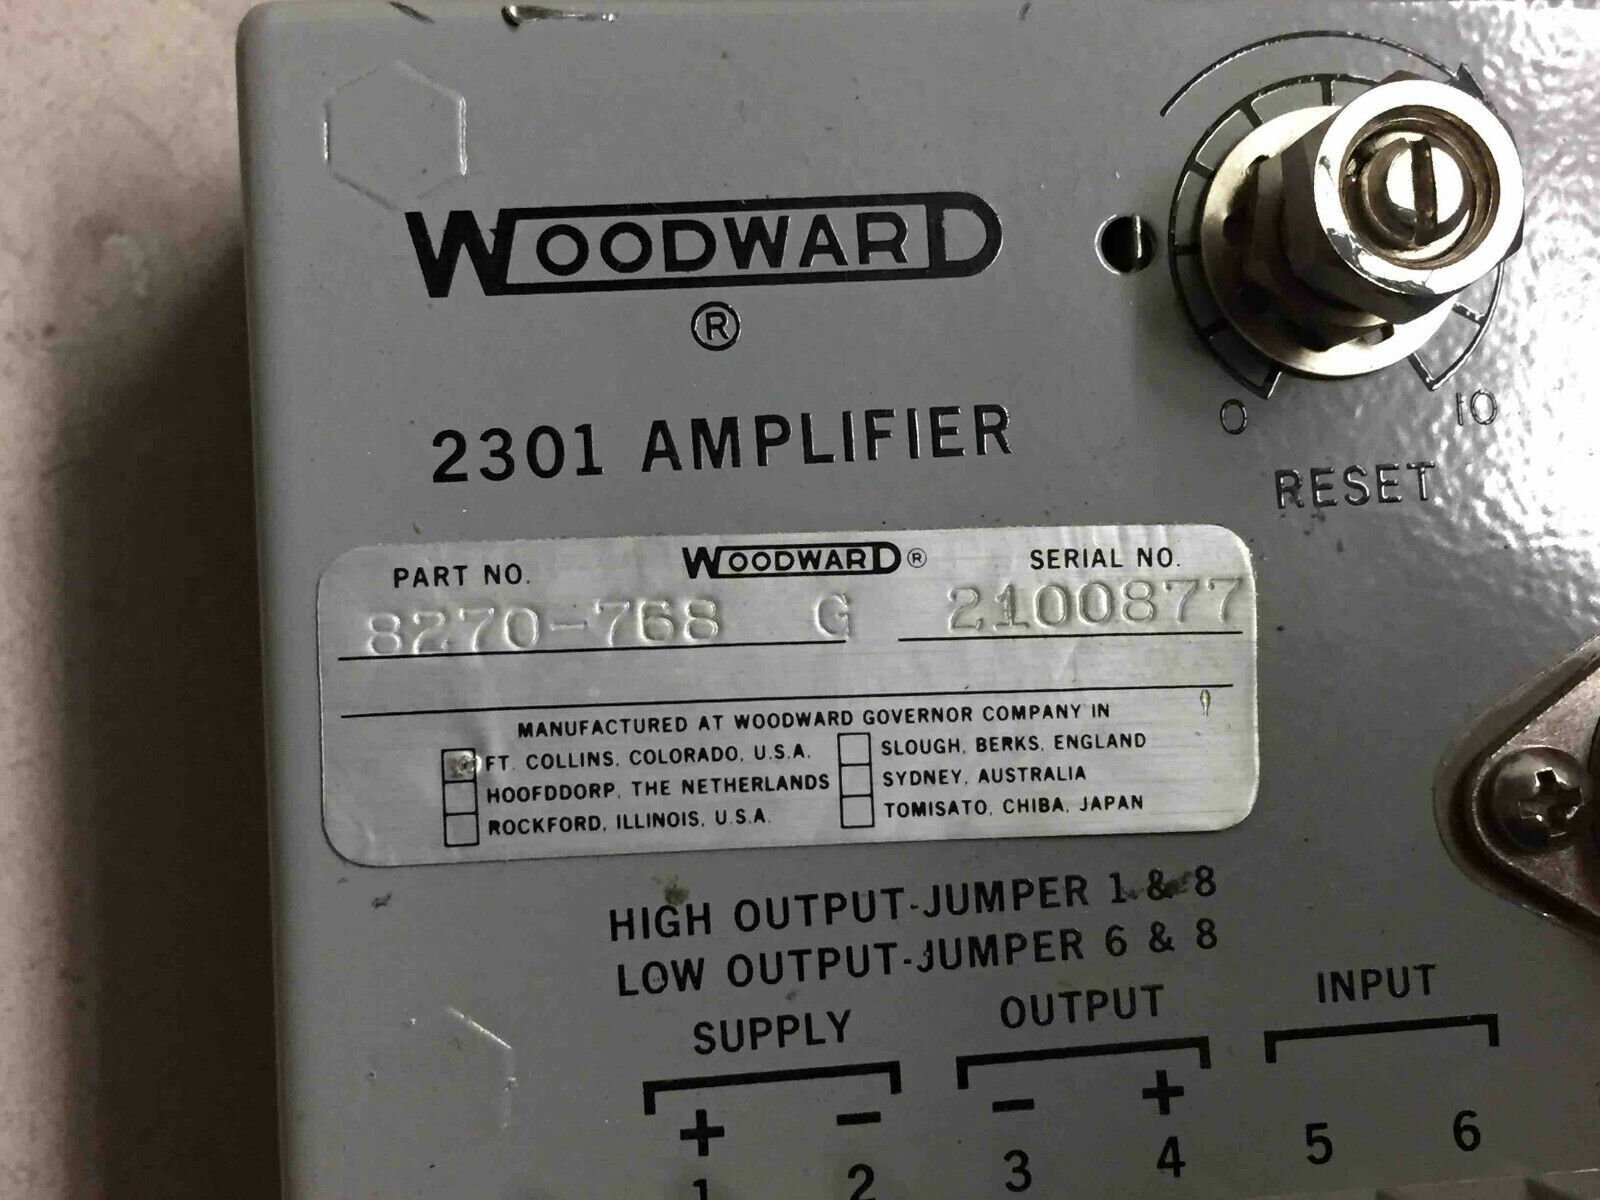 WOODWARD
®
2301 AMPLIFIER
0 10
RESET
PART NO. WOODWARD® SERIAL NO.
8270-768 G 2100877
MANUFACTURED AT WOODWARD GOVERNOR COMPANY IN
FT. COLLINS, COLORADO, U.S.A. SLOUGH, BERKS, ENGLAND
HOOFDDORP, THE NETHERLANDS SYDNEY, AUSTRALIA
ROCKFORD, ILLINOIS, U.S.A. TOMISATO, CHIBA, JAPAN
HIGH OUTPUT-JUMPER 1 & 8
LOW OUTPUT-JUMPER 6 & 8
SUPPLY OUTPUT INPUT
+ - - +
1 2 3 4 5 6